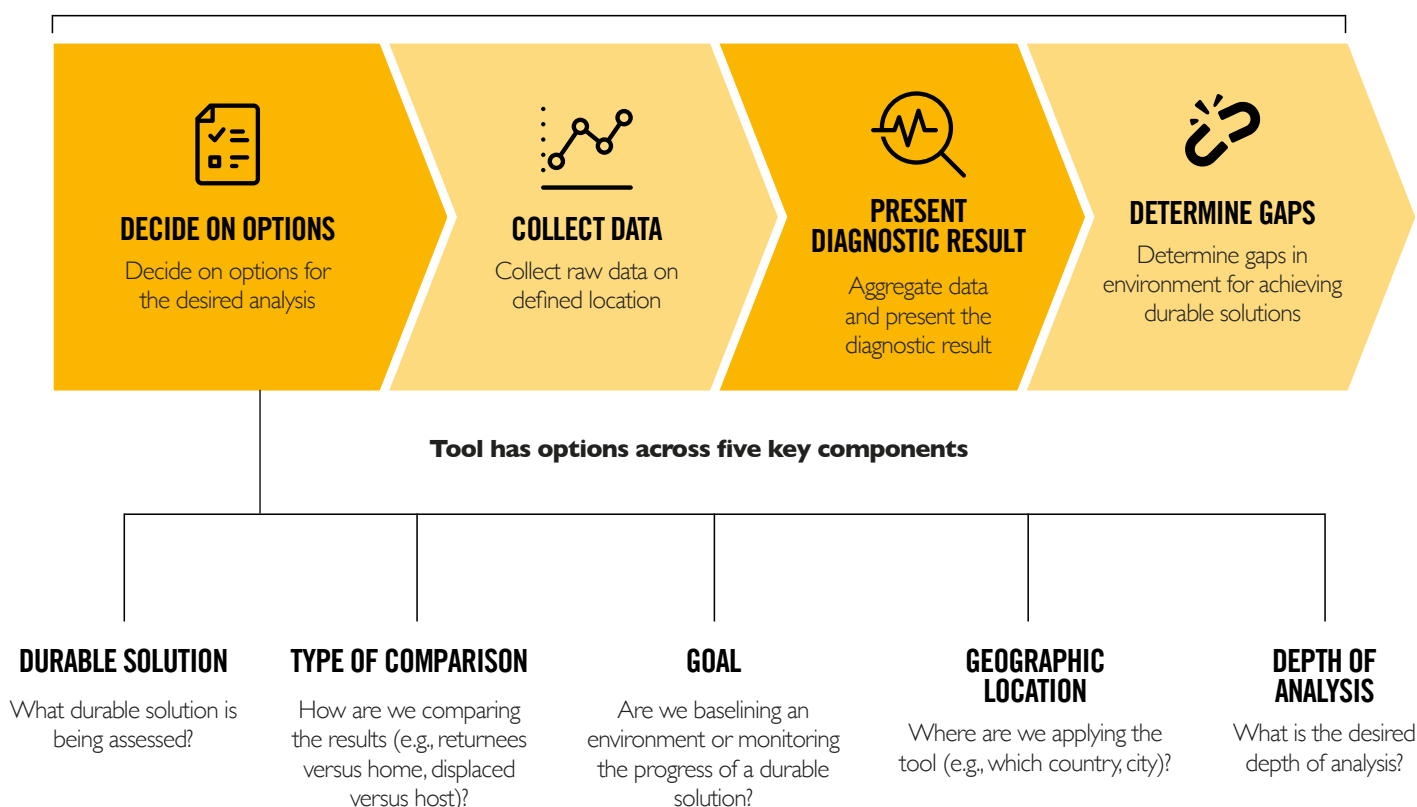 DECIDE ON OPTIONS
Decide on options for
the desired analysis
COLLECT DATA
Collect raw data on
defined location
PRESENT
DIAGNOSTIC RESULT
Aggregate data
and present the
diagnostic result
DETERMINE GAPS
Determine gaps in
environment for achieving
durable solutions
Tool has options across five key components
DURABLE SOLUTION
What durable solution is
being assessed?
TYPE OF COMPARISON
How are we comparing
the results (e.g., returnees
versus home, displaced
versus host)?
GOAL
Are we baselining an
environment or monitoring
the progress of a durable
solution?
GEOGRAPHIC
LOCATION
Where are we applying the
tool (e.g., which country, city)?
DEPTH OF
ANALYSIS
What is the desired
depth of analysis?